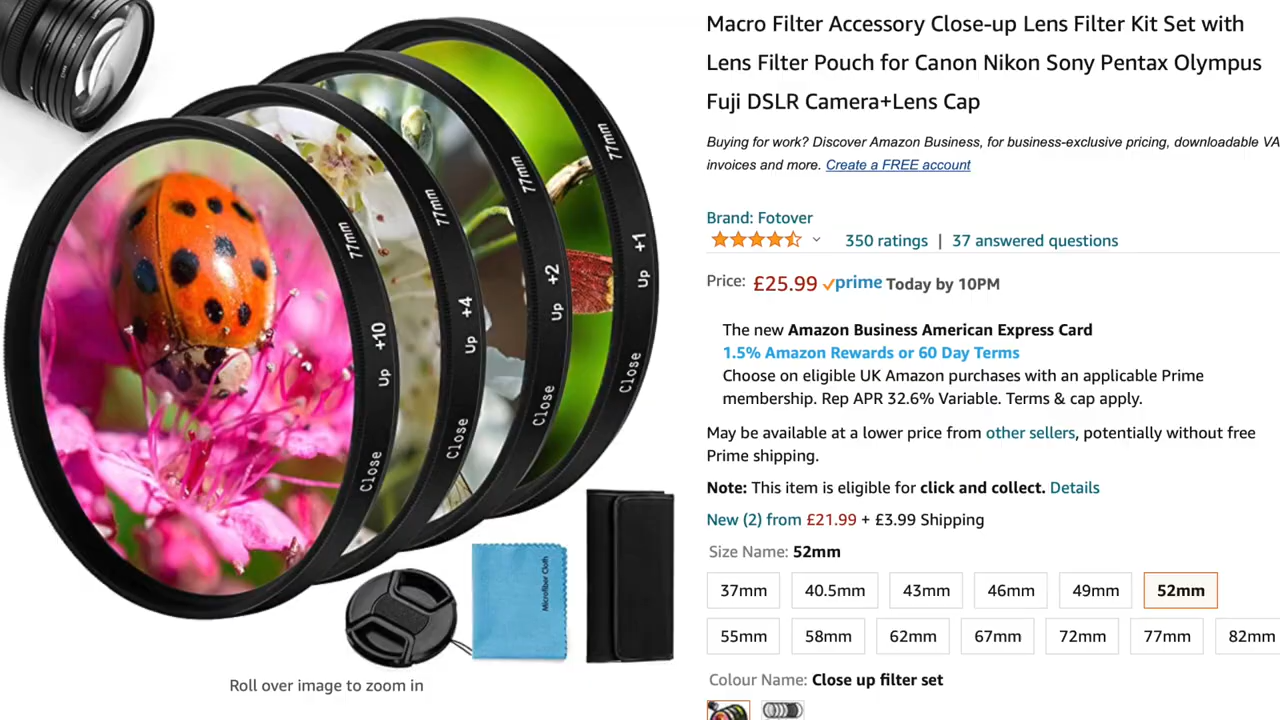 Macro Filter Accessory Close-up Lens Filter Kit Set with
Lens Filter Pouch for Canon Nikon Sony Pentax Olympus
Fuji DSLR Camera+Lens Cap
Buying for work? Discover Amazon Business, for business-exclusive pricing, downloadable VA
invoices and more. Create a FREE account
Brand: Fotover
350 ratings | 37 answered questions
Price: £25.99 prime Today by 10PM
The new Amazon Business American Express Card
1.5% Amazon Rewards or 60 Day Terms
Choose on eligible UK Amazon purchases with an applicable Prime
membership. Rep APR 32.6% Variable. Terms & cap apply.
May be available at a lower price from other sellers, potentially without free
Prime shipping.
Note: This item is eligible for click and collect. Details
New (2) from £21.99 + £3.99 Shipping
Size Name: 52mm
37mm 40.5mm 43mm 46mm 49mm 52mm
55mm 58mm 62mm 67mm 72mm 77mm 82mm
Colour Name: Close up filter set
77mm
Close Up +10
77mm
Close Up +4
77mm
Close Up +2
77mm
Close Up +1
Microfiber Cloth
Roll over image to zoom in